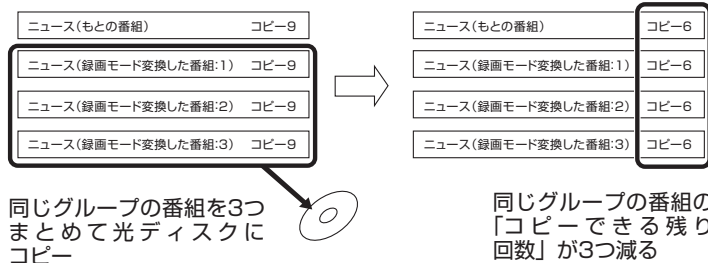 ニュース(もとの番組) コピー9
ニュース(録画モード変換した番組:1) コピー9
ニュース(録画モード変換した番組:2) コピー9
ニュース(録画モード変換した番組:3) コピー9
同じグループの番組を3つ
まとめて光ディスクに
コピー
ニュース(もとの番組) コピー6
ニュース(録画モード変換した番組:1) コピー6
ニュース(録画モード変換した番組:2) コピー6
ニュース(録画モード変換した番組:3) コピー6
同じグループの番組の
「コピーできる残り
回数」が3つ減る